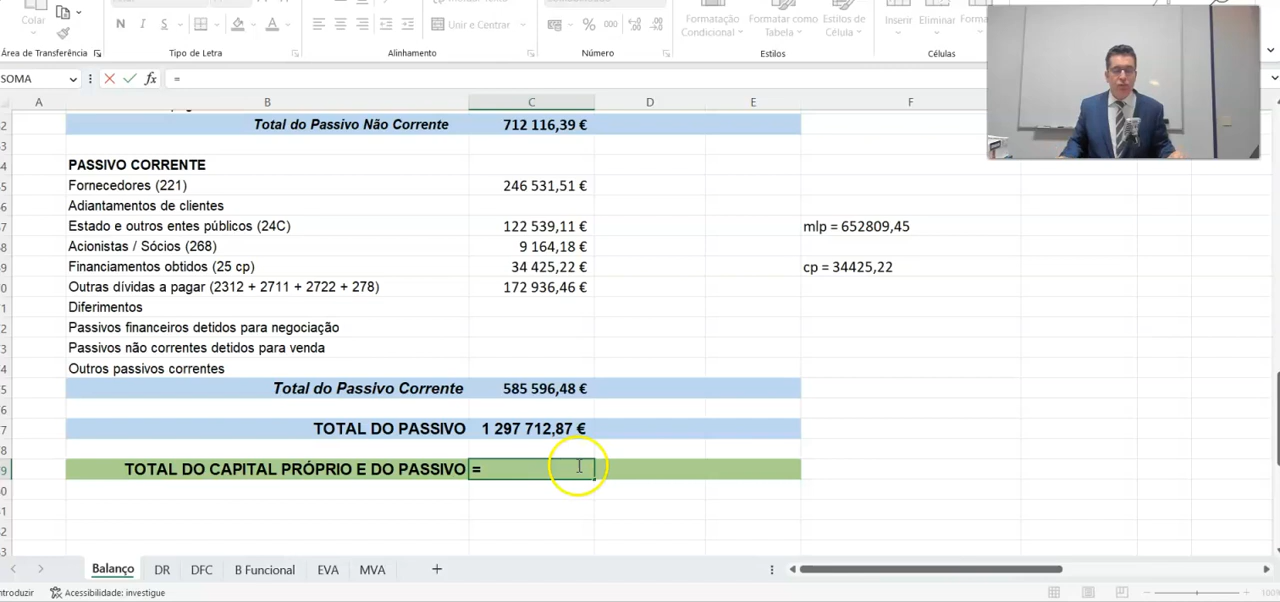 Colar
N I S
Unir e Centrar
% 000
Formatação Condicional
Formatar como Tabela
Estilos de Célula
Inserir
Eliminar
Área de Transferência
Tipo de Letra
Alinhamento
Número
Estilos
Células
SOMA
fx
=
A B C D E F
Total do Passivo Não Corrente 712 116,39 €
PASSIVO CORRENTE
Fornecedores (221) 246 531,51 €
Adiantamentos de clientes
Estado e outros entes públicos (24C) 122 539,11 € mlp = 652809,45
Acionistas / Sócios (268) 9 164,18 €
Financiamentos obtidos (25 cp) 34 425,22 € cp = 34425,22
Outras dívidas a pagar (2312 + 2711 + 2722 + 278) 172 936,46 €
Diferimentos
Passivos financeiros detidos para negociação
Passivos não correntes detidos para venda
Outros passivos correntes
Total do Passivo Corrente 585 596,48 €
TOTAL DO PASSIVO 1 297 712,87 €
TOTAL DO CAPITAL PRÓPRIO E DO PASSIVO =
Balanço DR DFC B Funcional EVA MVA
Acessibilidade: investigue